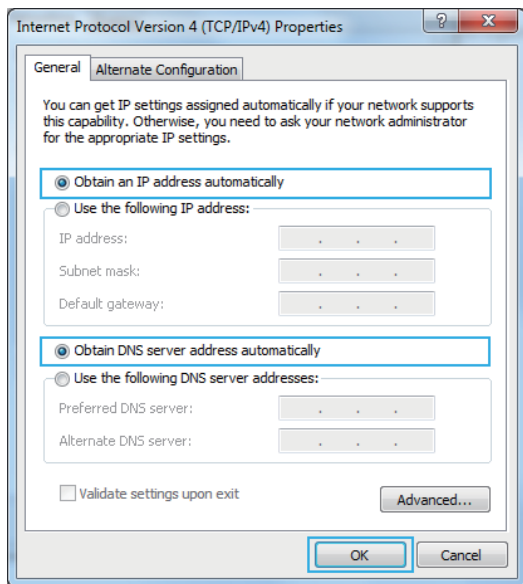 Internet Protocol Version 4 (TCP/IPv4) Properties
General
Alternate Configuration
You can get IP settings assigned automatically if your network supports
this capability. Otherwise, you need to ask your network administrator
for the appropriate IP settings.
Obtain an IP address automatically
Use the following IP address:
IP address:
Subnet mask:
Default gateway:
Obtain DNS server address automatically
Use the following DNS server addresses:
Preferred DNS server:
Alternate DNS server:
Validate settings upon exit
Advanced...
OK
Cancel